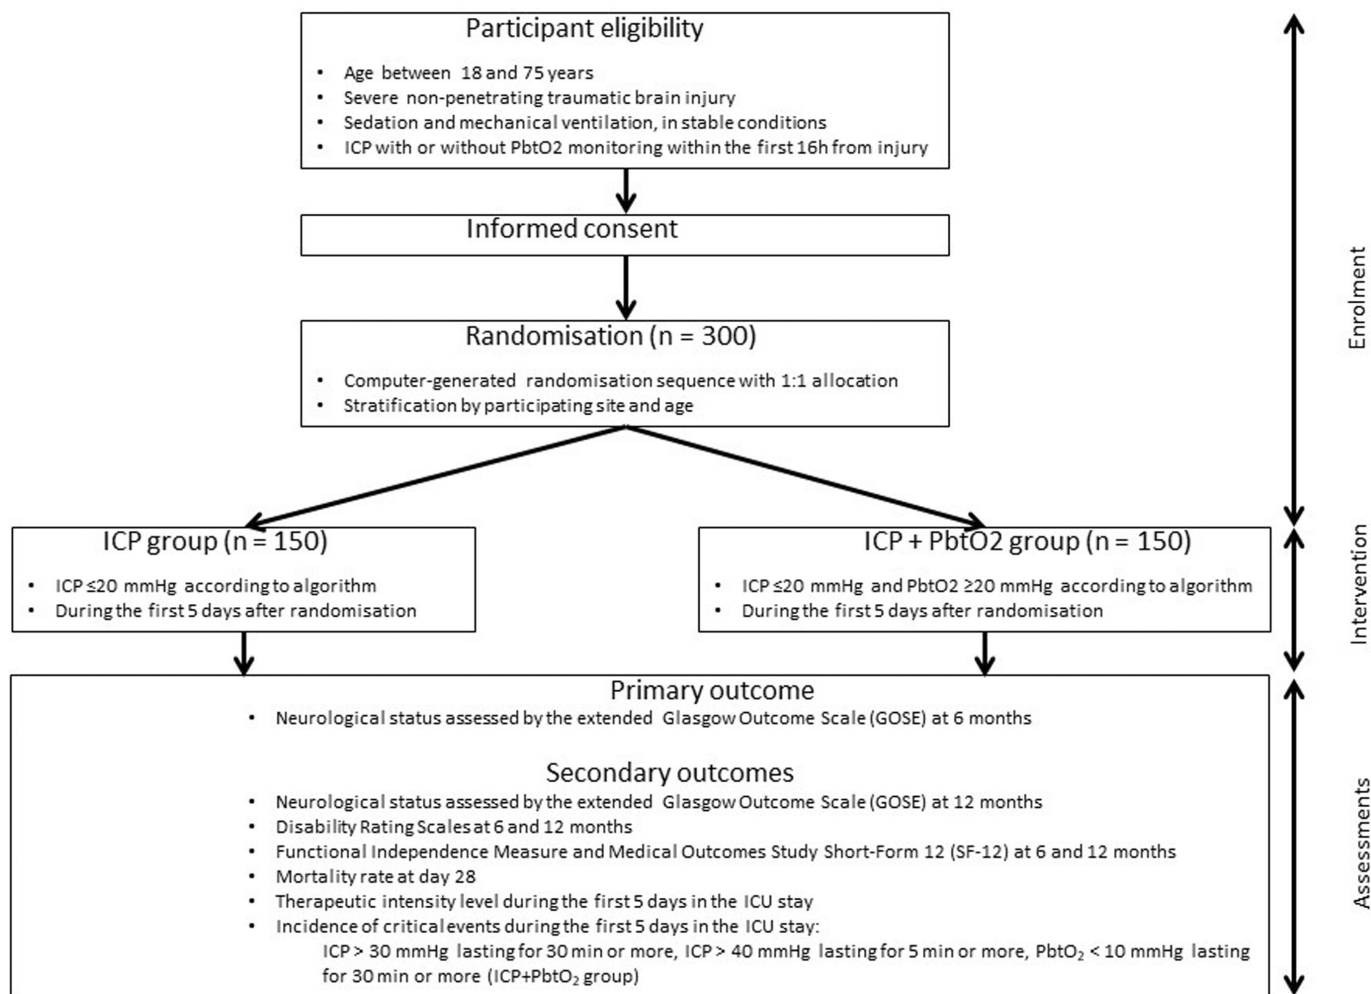 Participant eligibility
• Age between 18 and 75 years
• Severe non-penetrating traumatic brain injury
• Sedation and mechanical ventilation, in stable conditions
• ICP with or without PbtO2 monitoring within the first 16h from injury
Informed consent
Randomisation (n = 300)
• Computer-generated randomisation sequence with 1:1 allocation
• Stratification by participating site and age
Enrolment
ICP group (n = 150)
• ICP ≤20 mmHg according to algorithm
• During the first 5 days after randomisation
ICP + PbtO2 group (n = 150)
• ICP ≤20 mmHg and PbtO2 ≥20 mmHg according to algorithm
• During the first 5 days after randomisation
Intervention
Primary outcome
• Neurological status assessed by the extended Glasgow Outcome Scale (GOSE) at 6 months
Secondary outcomes
• Neurological status assessed by the extended Glasgow Outcome Scale (GOSE) at 12 months
• Disability Rating Scales at 6 and 12 months
• Functional Independence Measure and Medical Outcomes Study Short-Form 12 (SF-12) at 6 and 12 months
• Mortality rate at day 28
• Therapeutic intensity level during the first 5 days in the ICU stay
• Incidence of critical events during the first 5 days in the ICU stay:
ICP > 30 mmHg lasting for 30 min or more, ICP > 40 mmHg lasting for 5 min or more, PbtO₂ < 10 mmHg lasting
for 30 min or more (ICP+PbtO₂ group)
Assessments